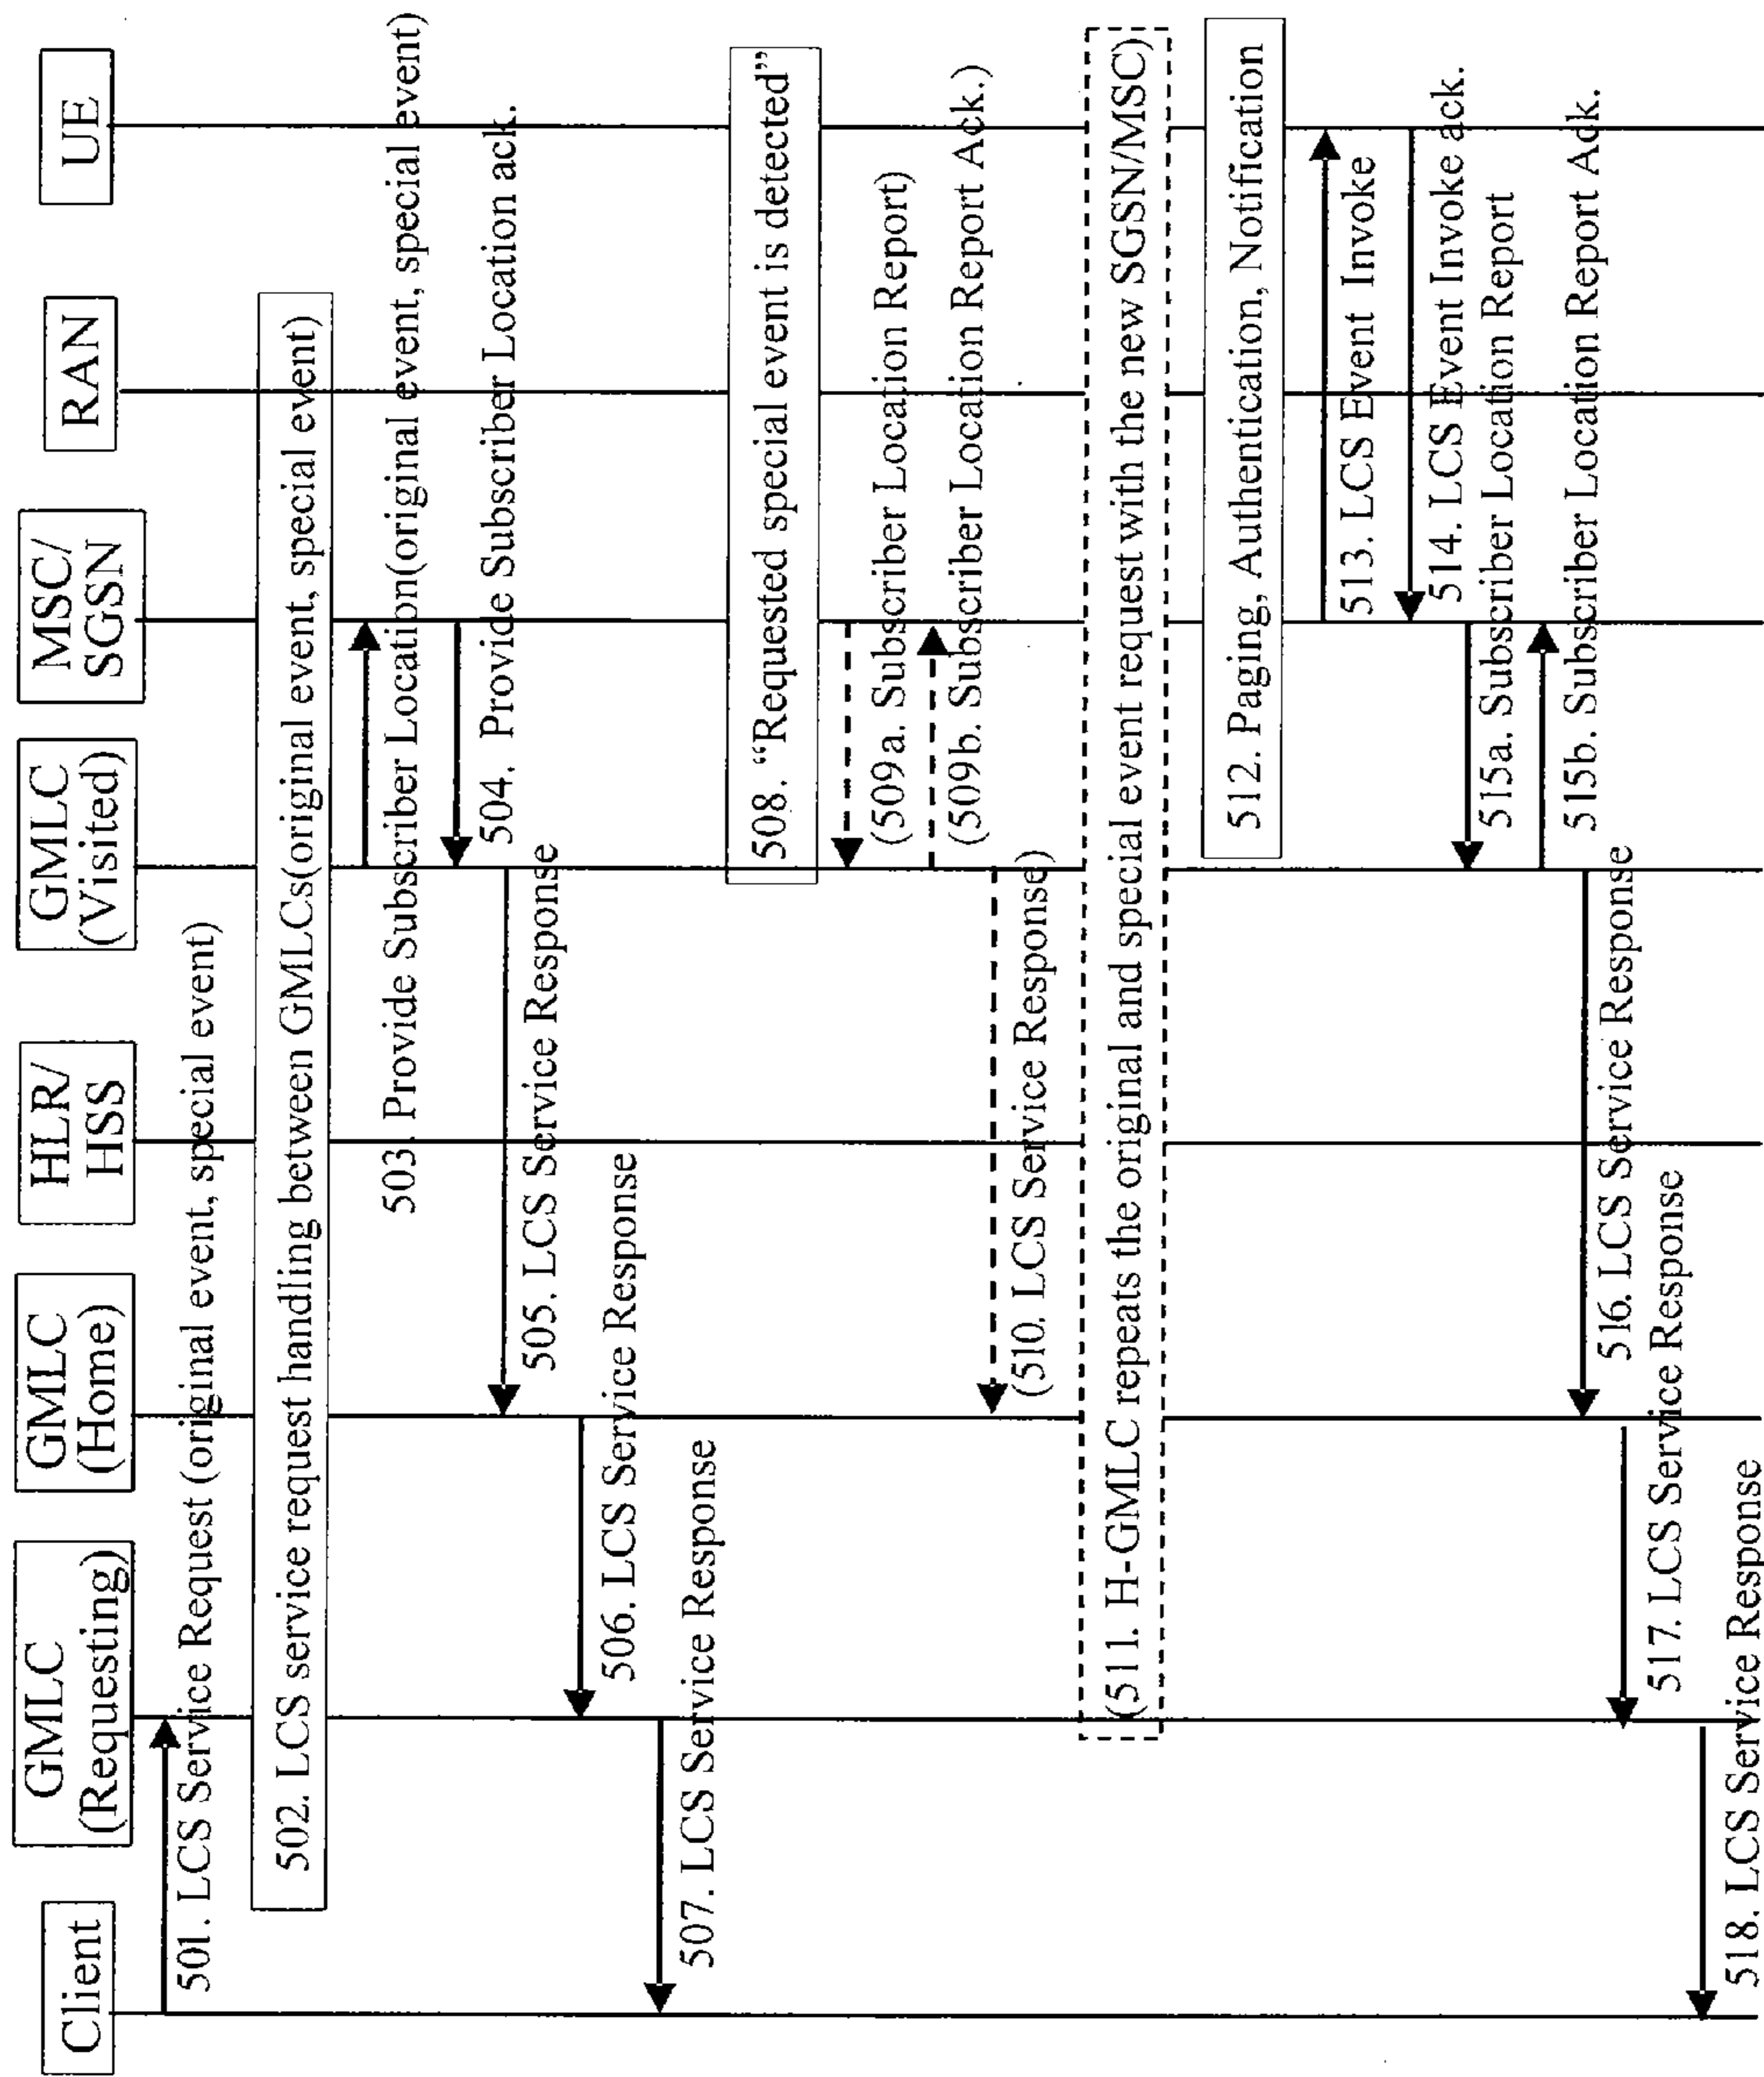 Client
GMLC
(Requesting)
GMLC
(Home)
HLR/
HSS
GMLC
(Visited)
MSC/
SGSN
RAN
UE
501. LCS Service Request (original event, special event)
502. LCS service request handling between GMLCs(original event, special event)
503. Provide Subscriber Location(original event, special event)
504. Provide Subscriber Location ack.
505. LCS Service Response
506. LCS Service Response
507. LCS Service Response
508. “Requested special event is detected”
(509a. Subscriber Location Report)
(509b. Subscriber Location Report Ack.)
(510. LCS Service Response)
(511. H-GMLC repeats the original and special event request with the new SGSN/MSC)
512. Paging, Authentication, Notification
513. LCS Event Invoke
514. LCS Event Invoke ack.
515a. Subscriber Location Report
515b. Subscriber Location Report Ack.
516. LCS Service Response
517. LCS Service Response
518. LCS Service Response